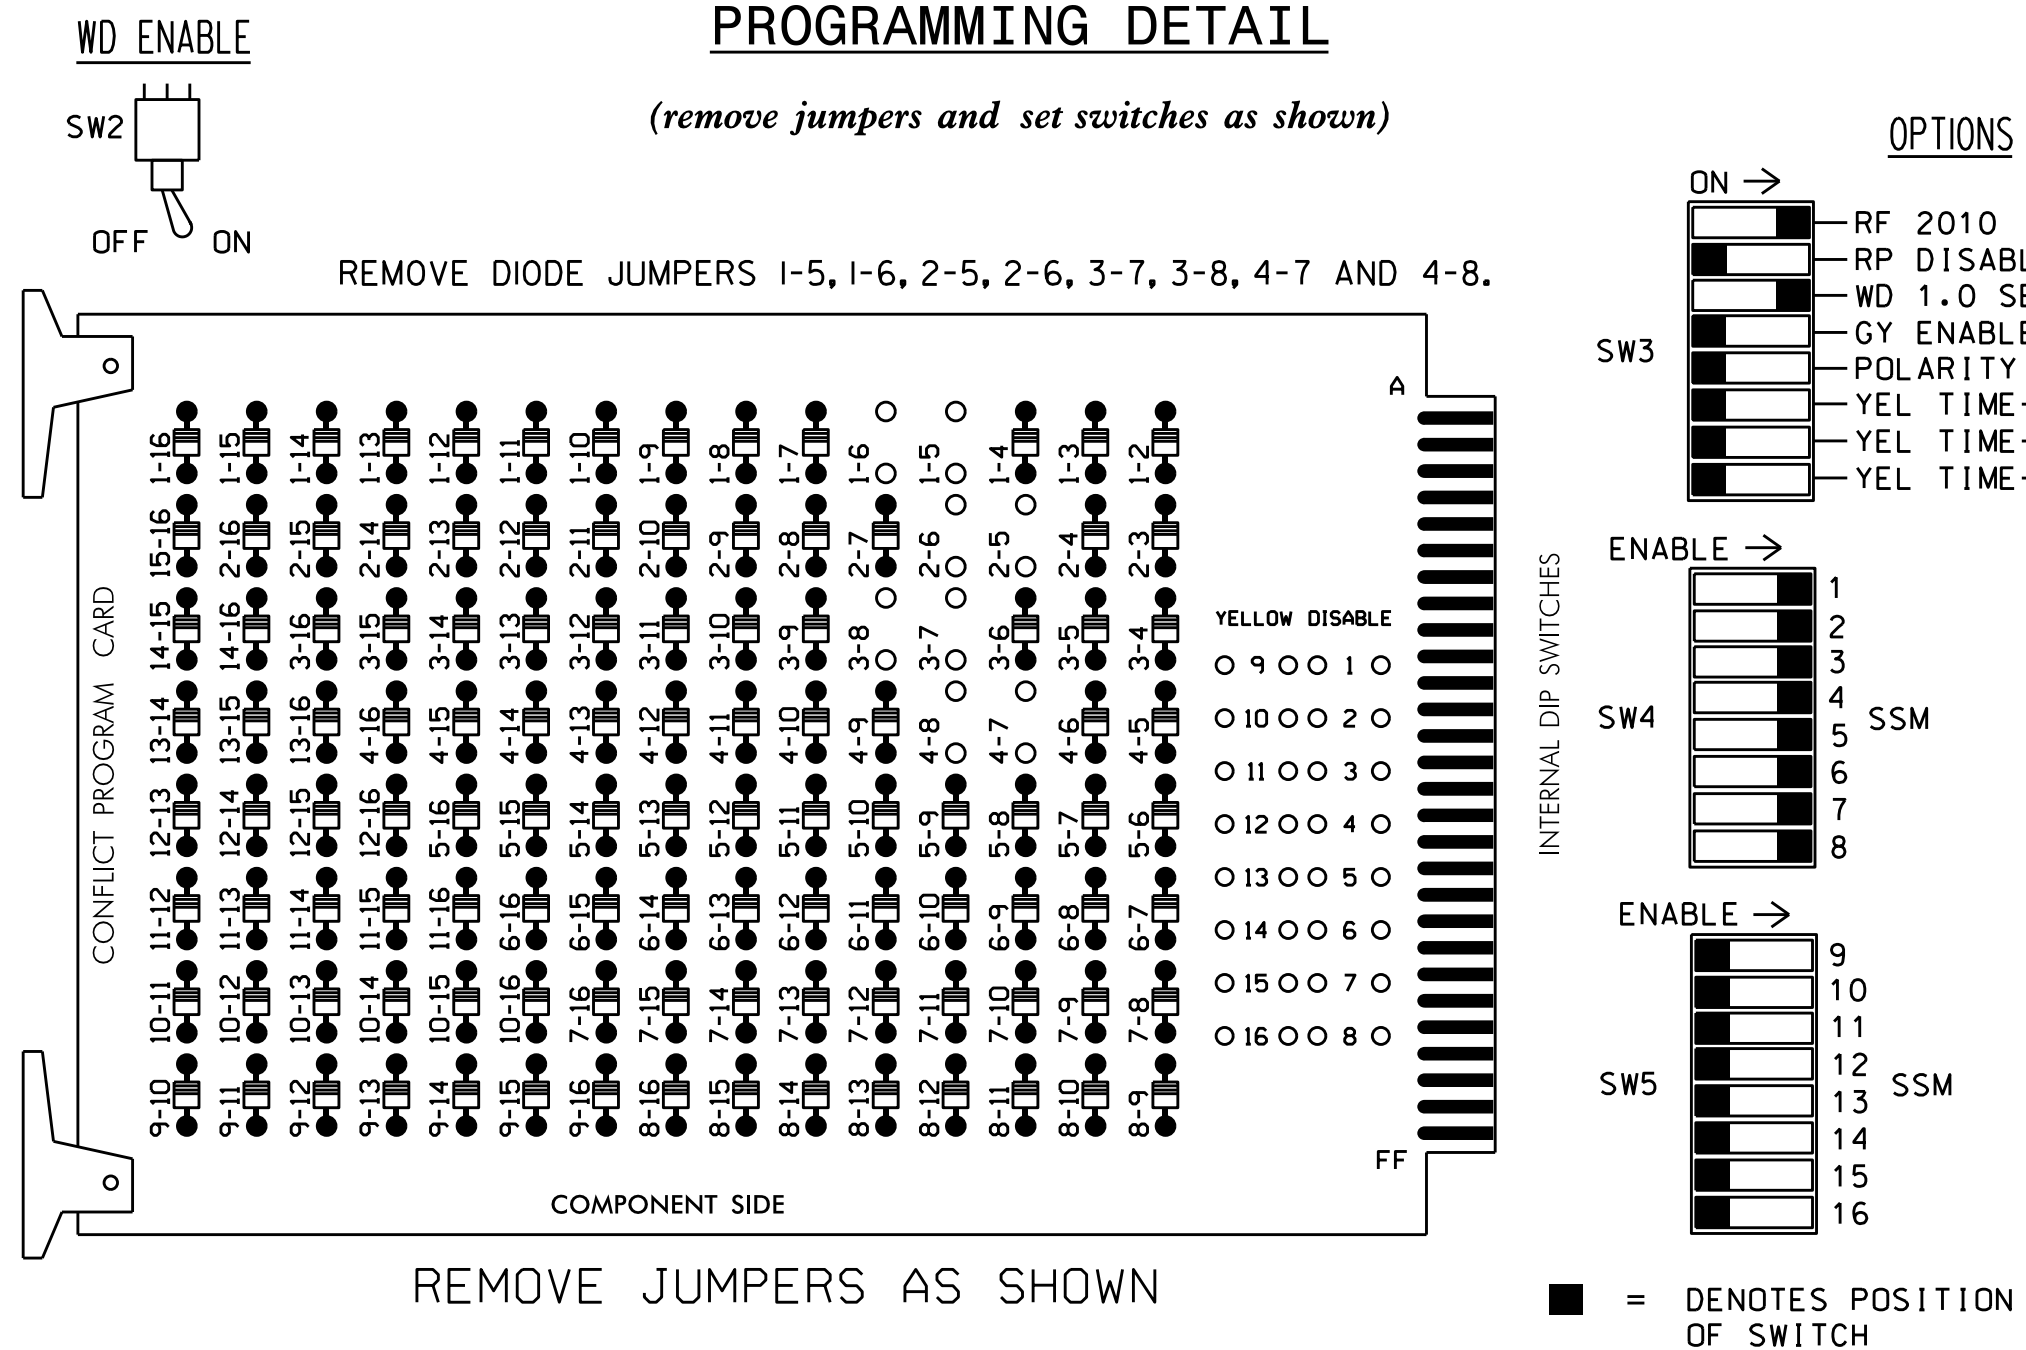 PROGRAMMING DETAIL
(remove jumpers and set switches as shown)
WD ENABLE
SW2
OFF ON
REMOVE DIODE JUMPERS 1-5, 1-6, 2-5, 2-6, 3-7, 3-8, 4-7 AND 4-8.
CONFLICT PROGRAM CARD
A
1-16 1-15 1-14 1-13 1-12 1-11 1-10 1-9 1-8 1-7 1-6 1-5 1-4 1-3 1-2
15-16 2-16 2-15 2-14 2-13 2-12 2-11 2-10 2-9 2-8 2-7 2-6 2-5 2-4 2-3
14-15 14-16 3-16 3-15 3-14 3-13 3-12 3-11 3-10 3-9 3-8 3-7 3-6 3-5 3-4
13-14 13-15 13-16 4-16 4-15 4-14 4-13 4-12 4-11 4-10 4-9 4-8 4-7 4-6 4-5
12-13 12-14 12-15 12-16 5-16 5-15 5-14 5-13 5-12 5-11 5-10 5-9 5-8 5-7 5-6
11-12 11-13 11-14 11-15 11-16 6-16 6-15 6-14 6-13 6-12 6-11 6-10 6-9 6-8 6-7
10-11 10-12 10-13 10-14 10-15 10-16 7-16 7-15 7-14 7-13 7-12 7-11 7-10 7-9 7-8
9-10 9-11 9-12 9-13 9-14 9-15 9-16 8-16 8-15 8-14 8-13 8-12 8-11 8-10 8-9
YELLOW DISABLE
9 1
10 2
11 3
12 4
13 5
14 6
15 7
16 8
FF
COMPONENT SIDE
REMOVE JUMPERS AS SHOWN
INTERNAL DIP SWITCHES
OPTIONS
ON
SW3
RF 2010
RP
WD 1.0
GY
POLARITY
YEL TIME-
YEL TIME-
YEL TIME-
ENABLE
SW4
1
2
3
4
5
6
7
8
SSM
ENABLE
SW5
9
10
11
12
13
14
15
16
SSM
= DENOTES POSITION
OF SWITCH